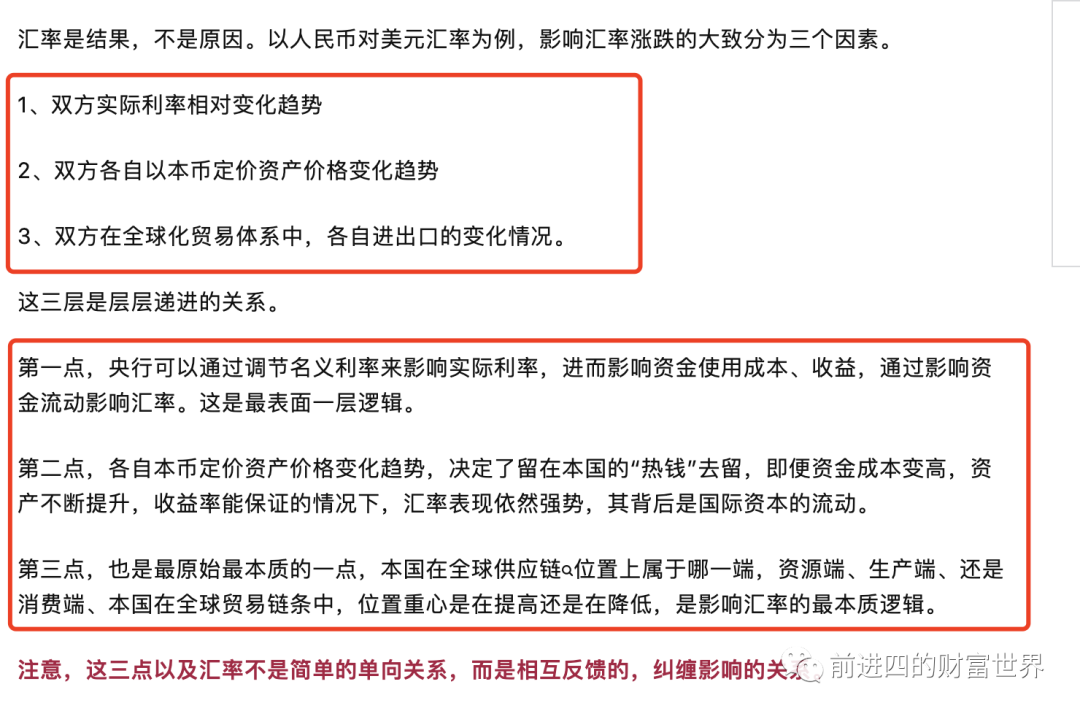 汇率是结果，不是原因。以人民币对美元汇率为例，影响汇率涨跌的大致分为三个因素。
1、双方实际利率相对变化趋势
2、双方各自以本币定价资产价格变化趋势
3、双方在全球化贸易体系中，各自进出口的变化情况。
这三层是层层递进的关系。
第一点，央行可以通过调节名义利率来影响实际利率，进而影响资金使用成本、收益，通过影响资
金流动影响汇率。这是最表面一层逻辑。
第二点，各自本币定价资产价格变化趋势，决定了留在本国的“热钱”去留，即便资金成本变高，资
产不断提升，收益率能保证的情况下，汇率表现依然强势，其背后是国际资本的流动。
第三点，也是最原始最本质的一点，本国在全球供应链位置上属于哪一端，资源端、生产端、还是
消费端、本国在全球贸易链条中，位置重心是在提高还是在降低，是影响汇率的最本质逻辑。
注意，这三点以及汇率不是简单的单向关系，而是相互反馈的，纠缠影响的关
前进四的财富世界